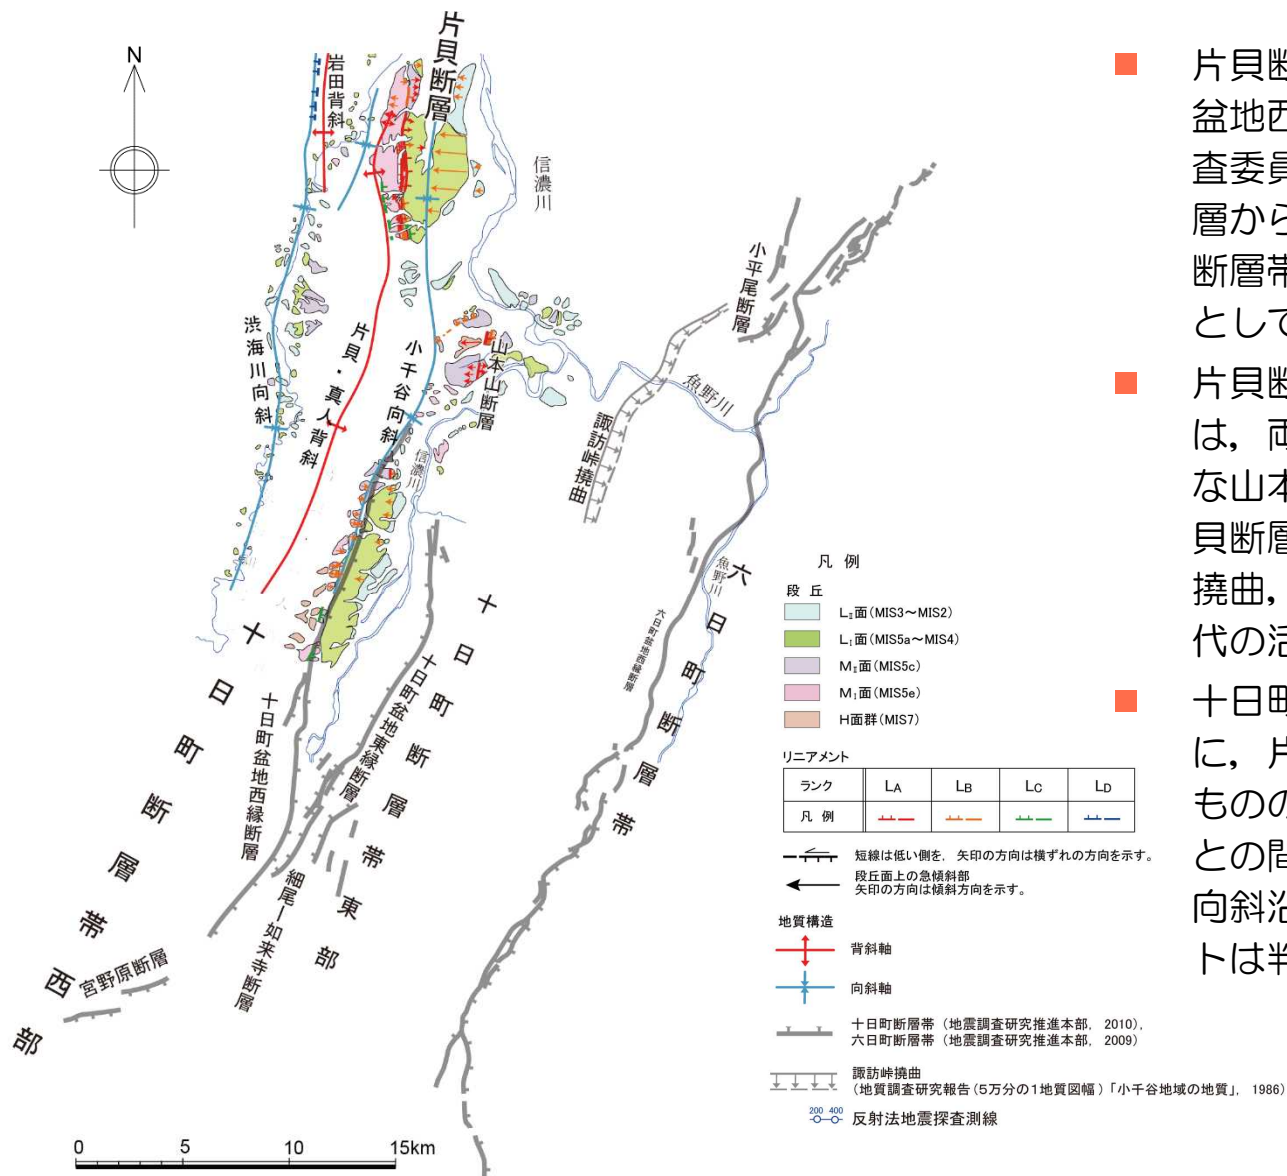 N
片貝断層
岩田背斜
信濃川
小平尾断層
渋海川向斜
片貝・真人背斜
小千谷向斜
山本山断層
信濃川
魚野川
諏訪峠撓曲
魚野川
六日町盆地西縁断層
六日町断層帯
十日町断層帯西部
十日町盆地西縁断層
十日町盆地東縁断層
十日町断層帯東部
細尾ー如来寺断層
宮野原断層
0 5 10 15km
凡 例
段 丘
LⅡ面(MIS3~MIS2)
LⅠ面(MIS5a~MIS4)
MⅡ面(MIS5c)
MⅠ面(MIS5e)
H面群(MIS7)
リニアメント
ランク LA LB LC LD
凡 例
短線は低い側を, 矢印の方向は横ずれの方向を示す。
段丘面上の急傾斜部
矢印の方向は傾斜方向を示す。
地質構造
背斜軸
向斜軸
十日町断層帯(地震調査研究推進本部, 2010),
六日町断層帯(地震調査研究推進本部, 2009)
諏訪峠撓曲
(地質調査研究報告(5万分の1地質図幅)「小千谷地域の地質」, 1986)
200 400
反射法地震探査測線
■ 片貝断
盆地西
査委員
層から
断層帯
として
■ 片貝断
は,両
な山本
貝断層
撓曲,
代の活
■ 十日町
に,片
ものの
との間
向斜沿
トは半